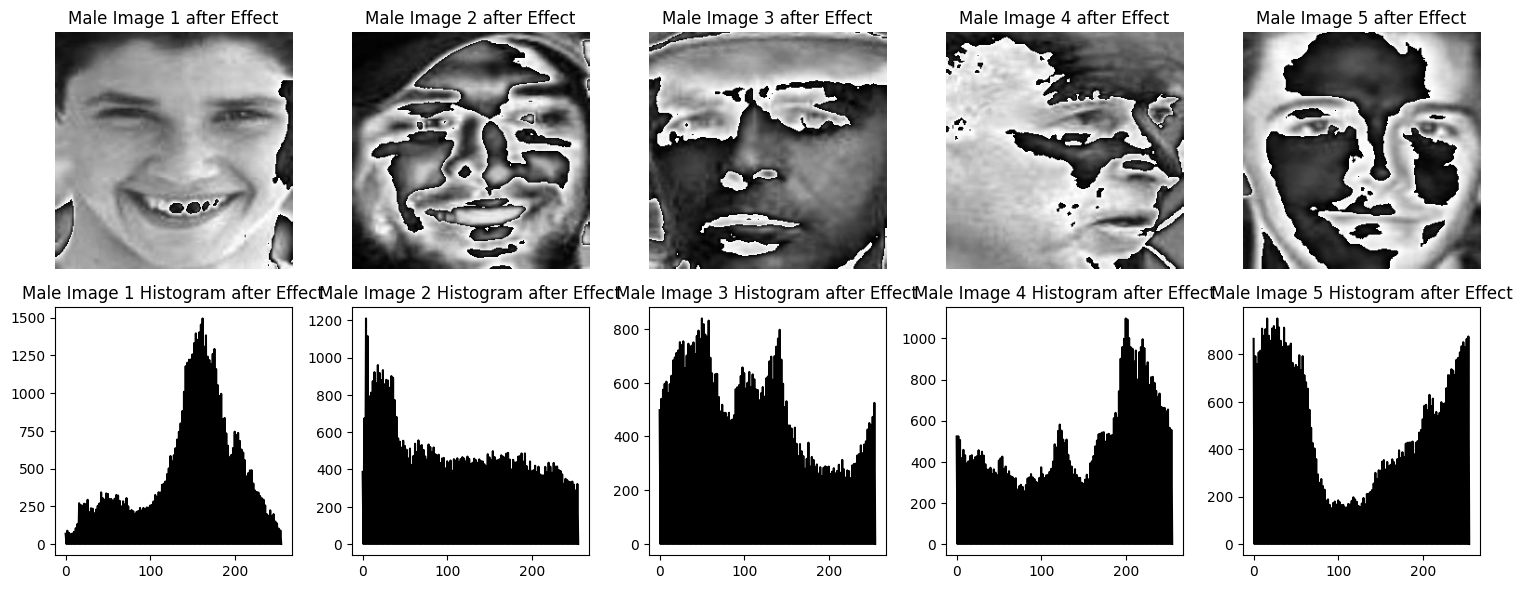 Male Image 1 after Effect
Male Image 2 after Effect
Male Image 3 after Effect
Male Image 4 after Effect
Male Image 5 after Effect
Male Image 1 Histogram after Effect
Male Image 2 Histogram after Effect
Male Image 3 Histogram after Effect
Male Image 4 Histogram after Effect
Male Image 5 Histogram after Effect
1500
1250
1000
750
500
250
0
0 100 200
1200
1000
800
600
400
200
0
0 100 200
800
600
400
200
0
0 100 200
1000
800
600
400
200
0
0 100 200
800
600
400
200
0
0 100 200